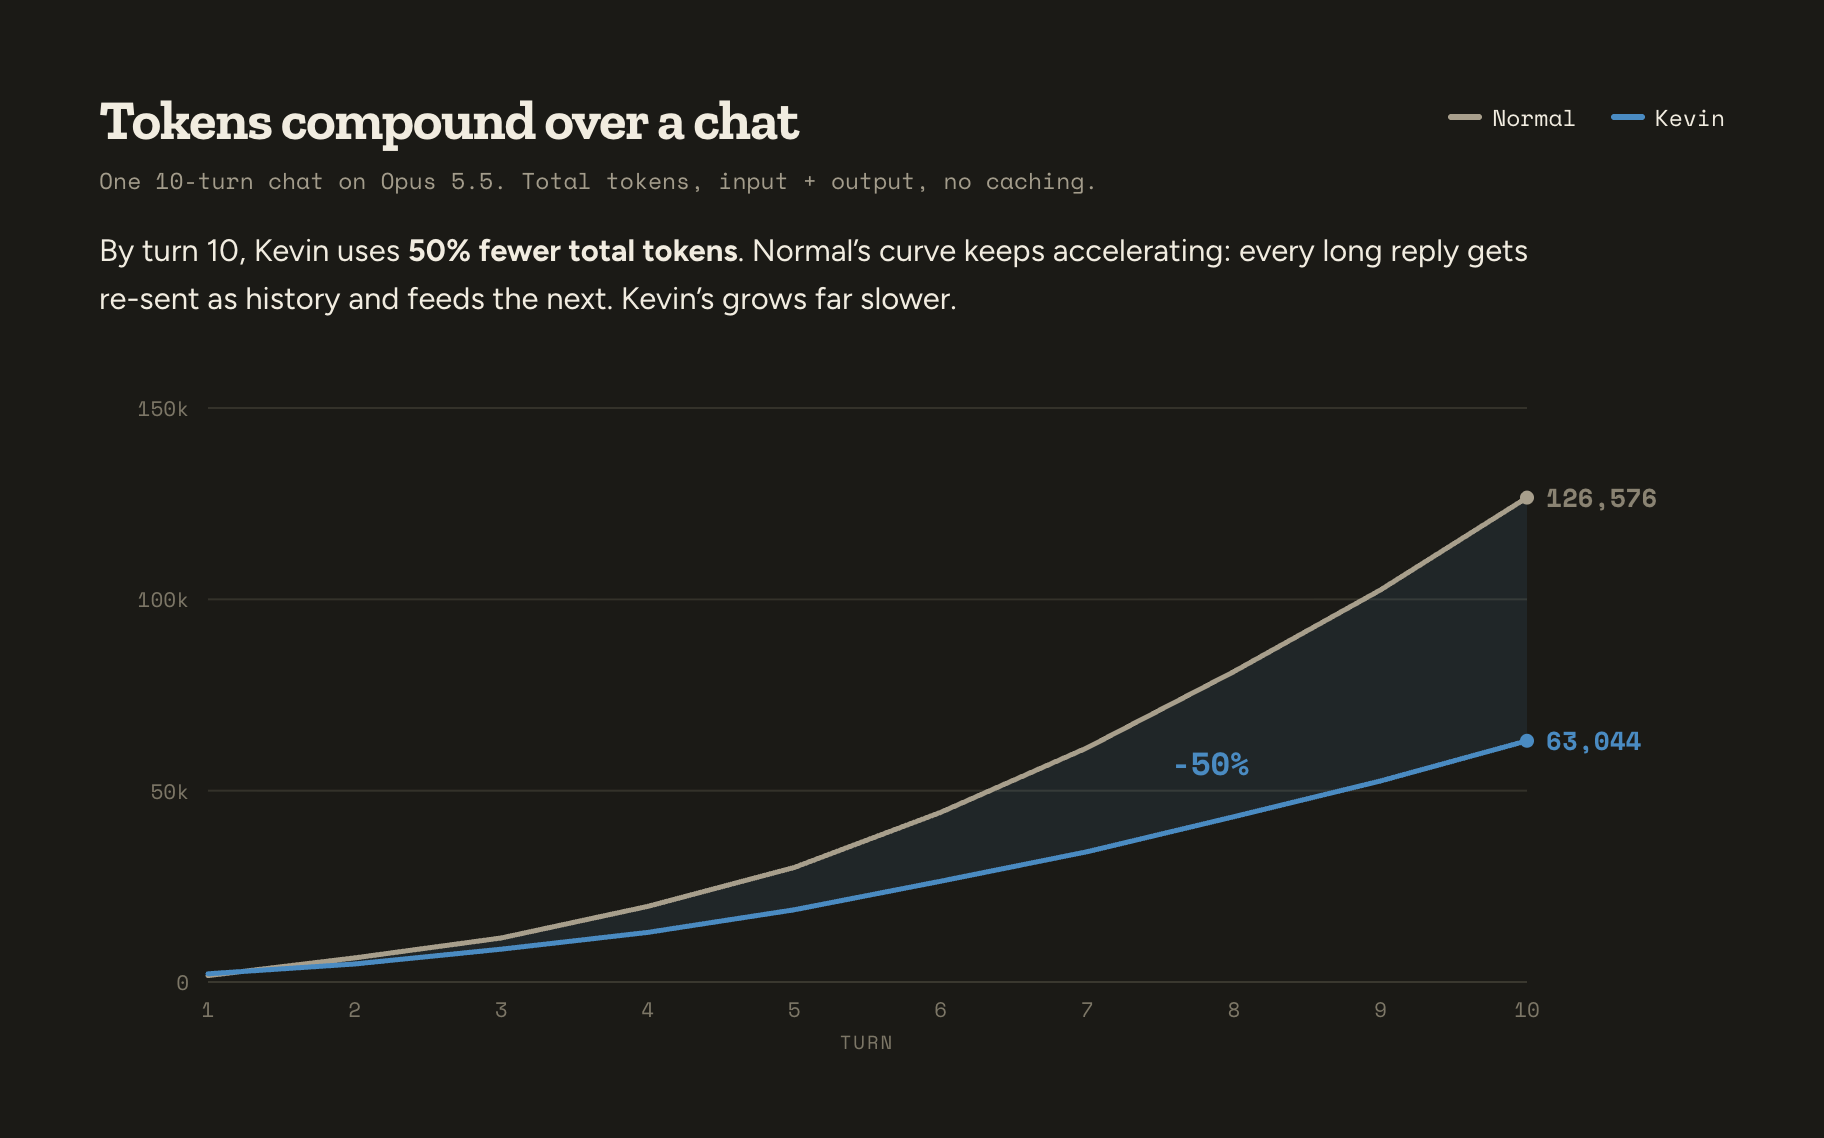 Tokens compound over a chat
Normal
Kevin
One 10-turn chat on Opus 5.5. Total tokens, input + output, no caching.
By turn 10, Kevin uses 50% fewer total tokens. Normal’s curve keeps accelerating: every long reply gets
re-sent as history and feeds the next. Kevin’s grows far slower.
150k
126,576
100k
63,044
-50%
50k
0
1 2 3 4 5 6 7 8 9 10
TURN